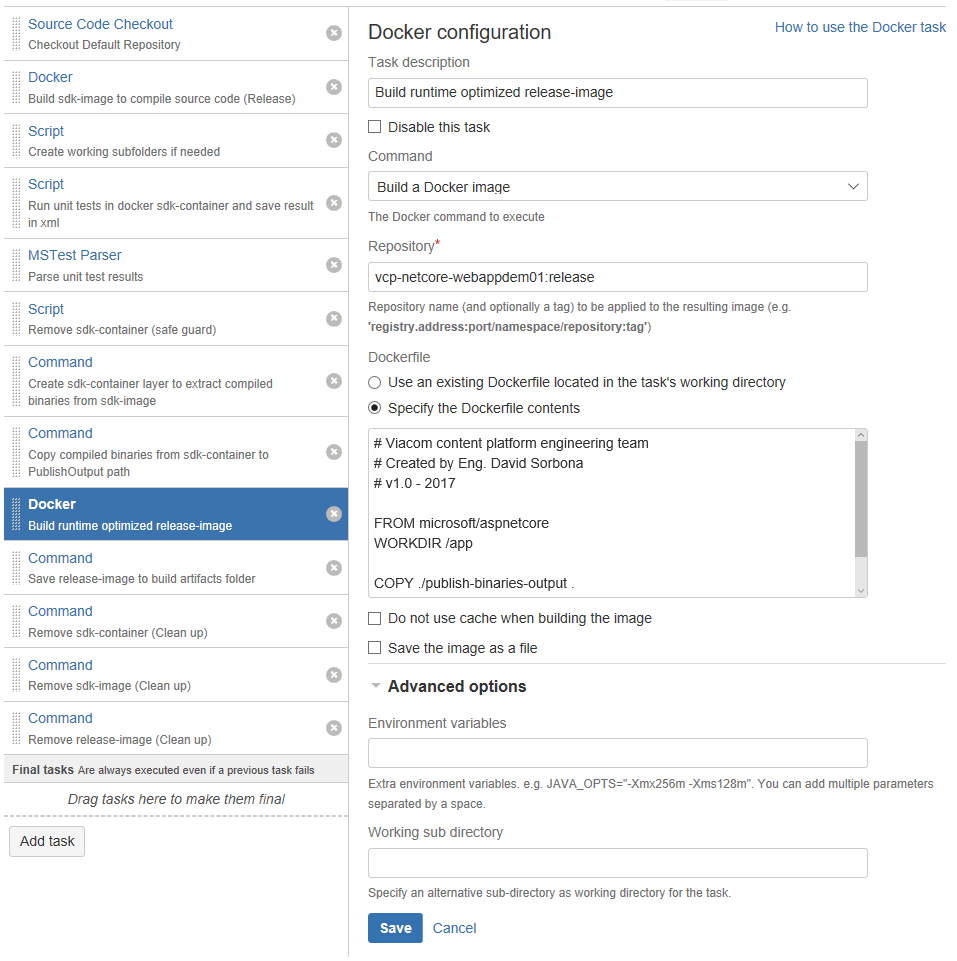 Source Code Checkout
Checkout Default Repository
Docker
Build sdk-image to compile source code (Release)
Script
Create working subfolders if needed
Script
Run unit tests in docker sdk-container and save result
in xml
MSTest Parser
Parse unit test results
Script
Remove sdk-container (safe guard)
Command
Create sdk-container layer to extract compiled
binaries from sdk-image
Command
Copy compiled binaries from sdk-container to
PublishOutput path
Docker
Build runtime optimized release-image
Command
Save release-image to build artifacts folder
Command
Remove sdk-container (Clean up)
Command
Remove sdk-image (Clean up)
Command
Remove release-image (Clean up)
Final tasks Are always executed even if a previous task fails
Drag tasks here to make them final
Add task
Docker configuration
How to use the Docker task
Task description
Build runtime optimized release-image
Disable this task
Command
Build a Docker image
The Docker command to execute
Repository*
vcp-netcore-webappdem01:release
Repository name (and optionally a tag) to be applied to the resulting image (e.g.
'registry.address:port/namespace/repository:tag')
Dockerfile
Use an existing Dockerfile located in the task's working directory
Specify the Dockerfile contents
# Viacom content platform engineering team
# Created by Eng. David Sorbona
# v1.0 - 2017
FROM microsoft/aspnetcore
WORKDIR /app
COPY ./publish-binaries-output .
Do not use cache when building the image
Save the image as a file
Advanced options
Environment variables
Extra environment variables. e.g. JAVA_OPTS="-Xmx256m -Xms128m". You can add multiple parameters
separated by a space.
Working sub directory
Specify an alternative sub-directory as working directory for the task.
Save Cancel